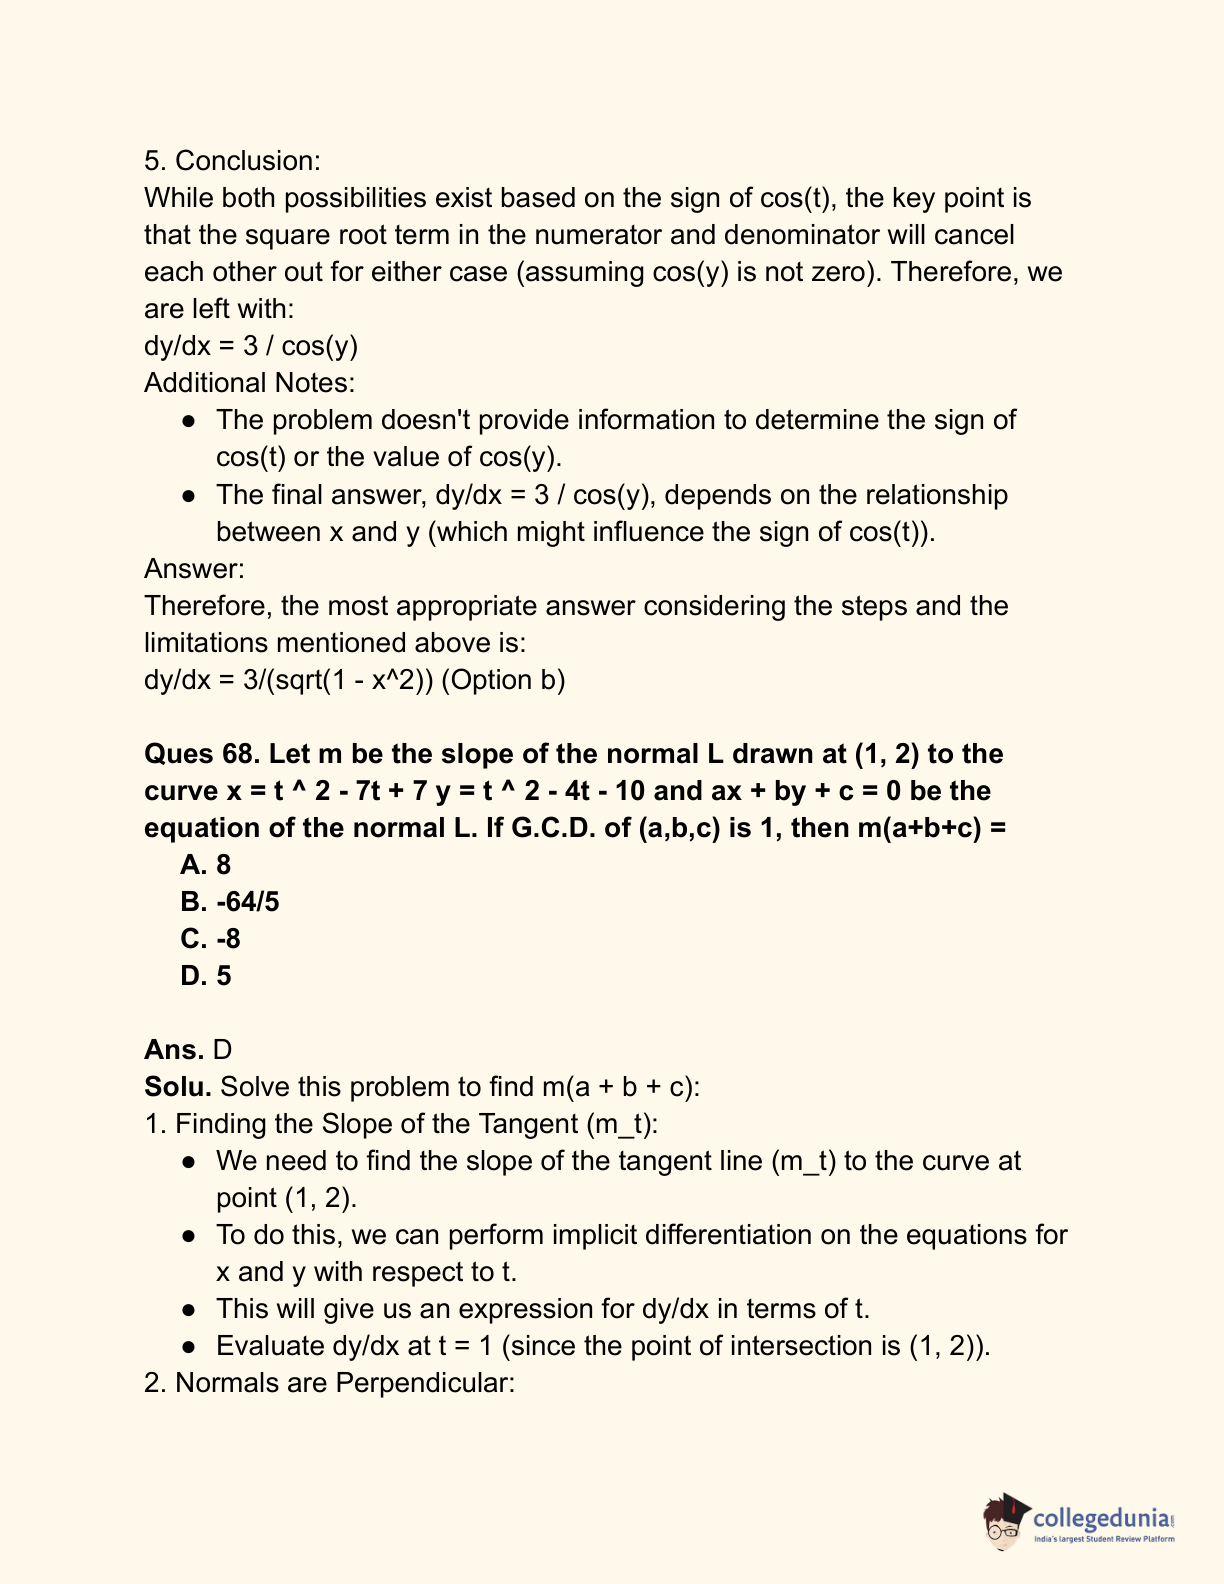 5. Conclusion:
While both possibilities exist based on the sign of cos(t), the key point is
that the square root term in the numerator and denominator will cancel
each other out for either case (assuming cos(y) is not zero). Therefore, we
are left with:
dy/dx = 3 / cos(y)
Additional Notes:
● The problem doesn't provide information to determine the sign of
cos(t) or the value of cos(y).
● The final answer, dy/dx = 3 / cos(y), depends on the relationship
between x and y (which might influence the sign of cos(t)).
Answer:
Therefore, the most appropriate answer considering the steps and the
limitations mentioned above is:
dy/dx = 3/(sqrt(1 - x^2)) (Option b)
Ques 68. Let m be the slope of the normal L drawn at (1, 2) to the
curve x = t ^ 2 - 7t + 7 y = t ^ 2 - 4t - 10 and ax + by + c = 0 be the
equation of the normal L. If G.C.D. of (a,b,c) is 1, then m(a+b+c) =
A. 8
B. -64/5
C. -8
D. 5
Ans. D
Solu. Solve this problem to find m(a + b + c):
1. Finding the Slope of the Tangent (m_t):
● We need to find the slope of the tangent line (m_t) to the curve at
point (1, 2).
● To do this, we can perform implicit differentiation on the equations for
x and y with respect to t.
● This will give us an expression for dy/dx in terms of t.
● Evaluate dy/dx at t = 1 (since the point of intersection is (1, 2)).
2. Normals are Perpendicular:
collegedunia
India's largest Student Review Platform